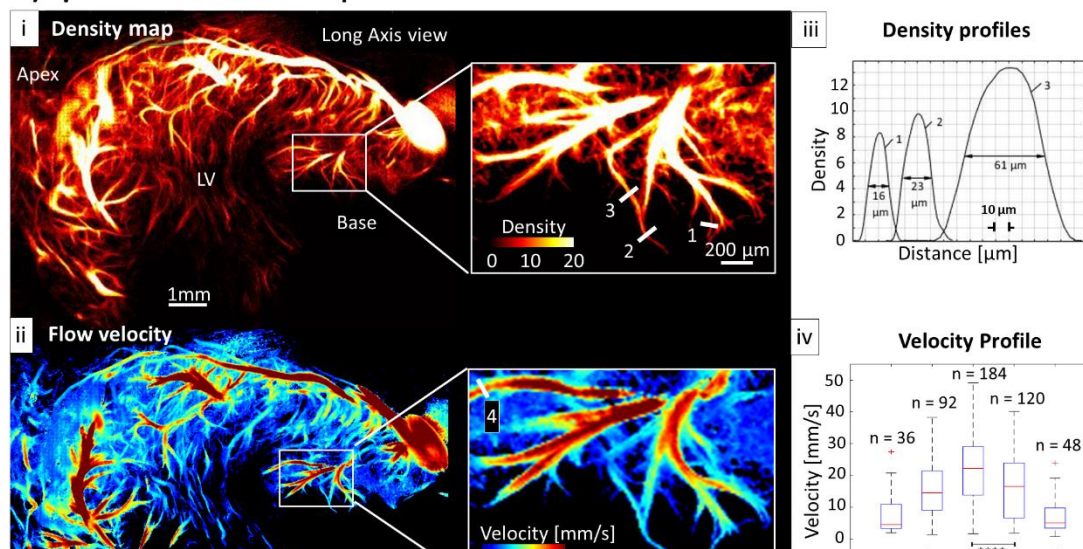 i Density map
Long Axis view
Apex
LV
Base
1mm
3
2
1
Density
0 10 20
200 µm
iii Density profiles
Density
12
10
8
6
4
2
0
1
2
3
16
µm
23
µm
61 µm
10 µm
Distance [µm]
ii Flow velocity
4
Velocity [mm/s]
iv Velocity Profile
Velocity [mm/s]
50
40
30
20
10
0
n = 36
n = 92
n = 184
n = 120
n = 48
****